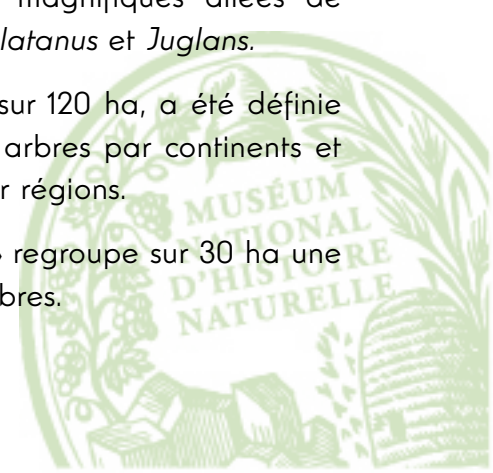 magnifiques allées de
latanus et Juglans.
sur 120 ha, a été définie
arbres par continents et
r régions.
» regroupe sur 30 ha une
bres.
MUSÉUM
NATIONAL
D'HISTOIRE
NATURELLE